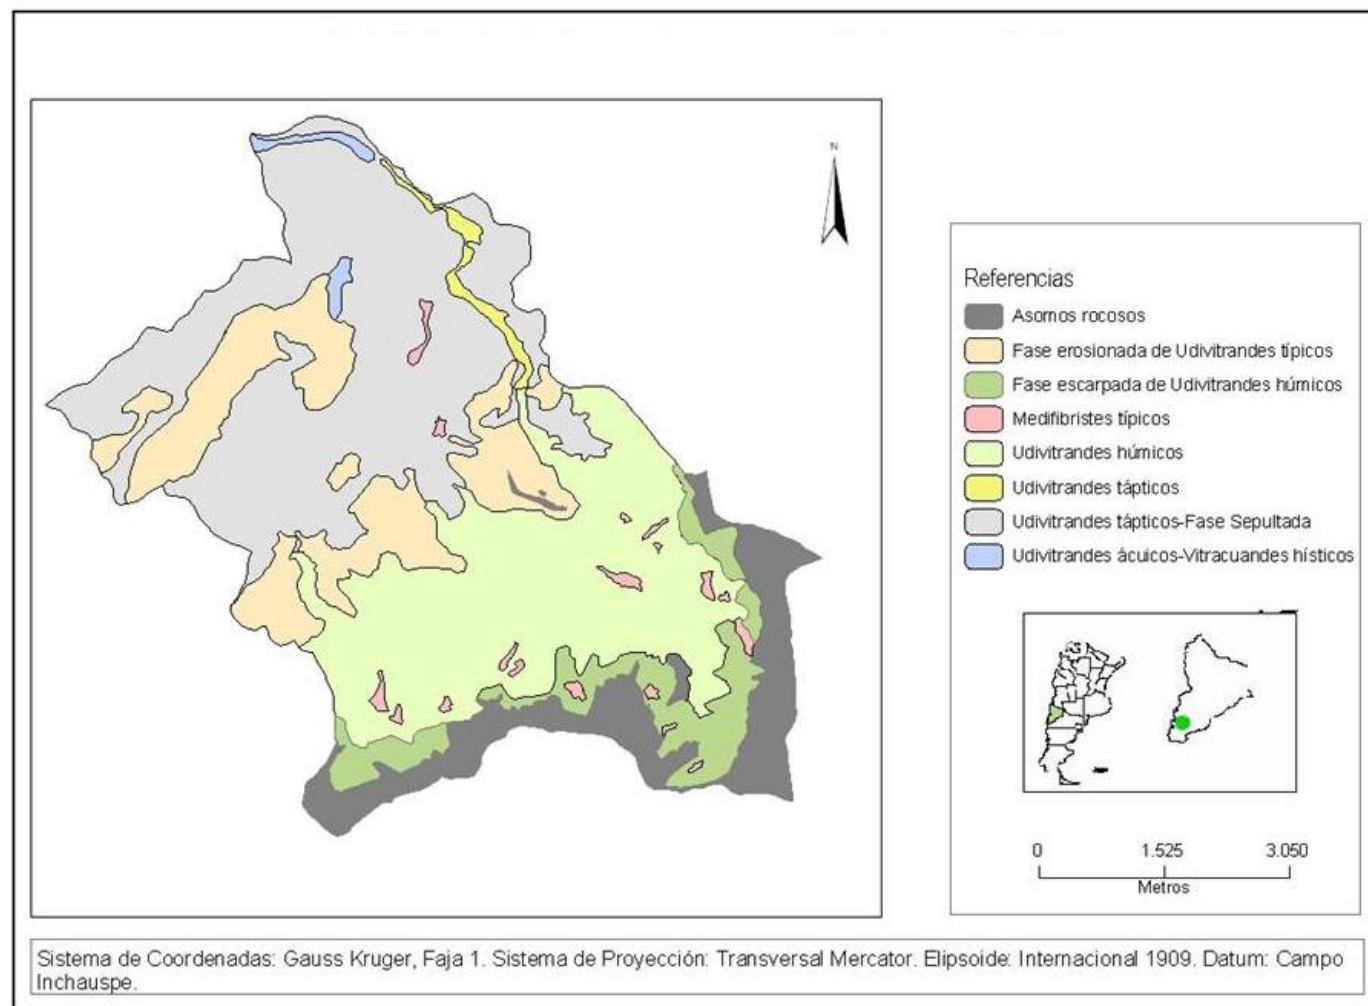 N
Referencias
Asomos rocosos
Fase erosionada de Udivitrandes típicos
Fase escarpada de Udivitrandes húmicos
Medifibristes típicos
Udivitrandes húmicos
Udivitrandes tápticos
Udivitrandes tápticos-Fase Sepultada
Udivitrandes ácuicos-Vitracuandes hísticos
0 1.525 3.050
Metros
Sistema de Coordenadas: Gauss Kruger, Faja 1. Sistema de Proyección: Transversal Mercator. Elipsoide: Internacional 1909. Datum: Campo
Inchauspe.